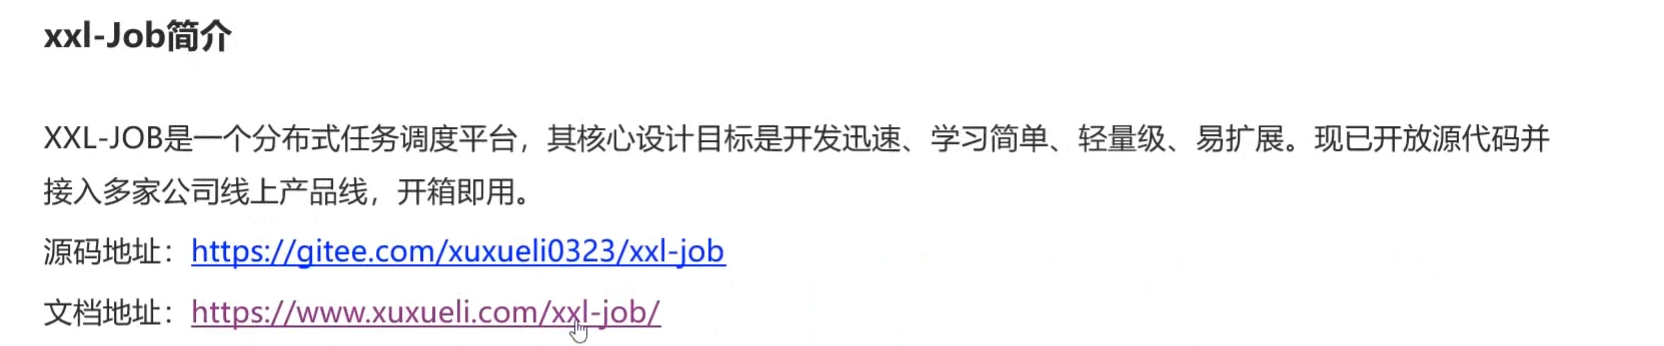 xxl-Job简介
XXL-JOB是一个分布式任务调度平台，其核心设计目标是开发迅速、学习简单、轻量级、易扩展。现已开放源代码并
接入多家公司线上产品线，开箱即用。
源码地址：https://gitee.com/xuxueli0323/xxl-job
文档地址：https://www.xuxueli.com/xxl-job/